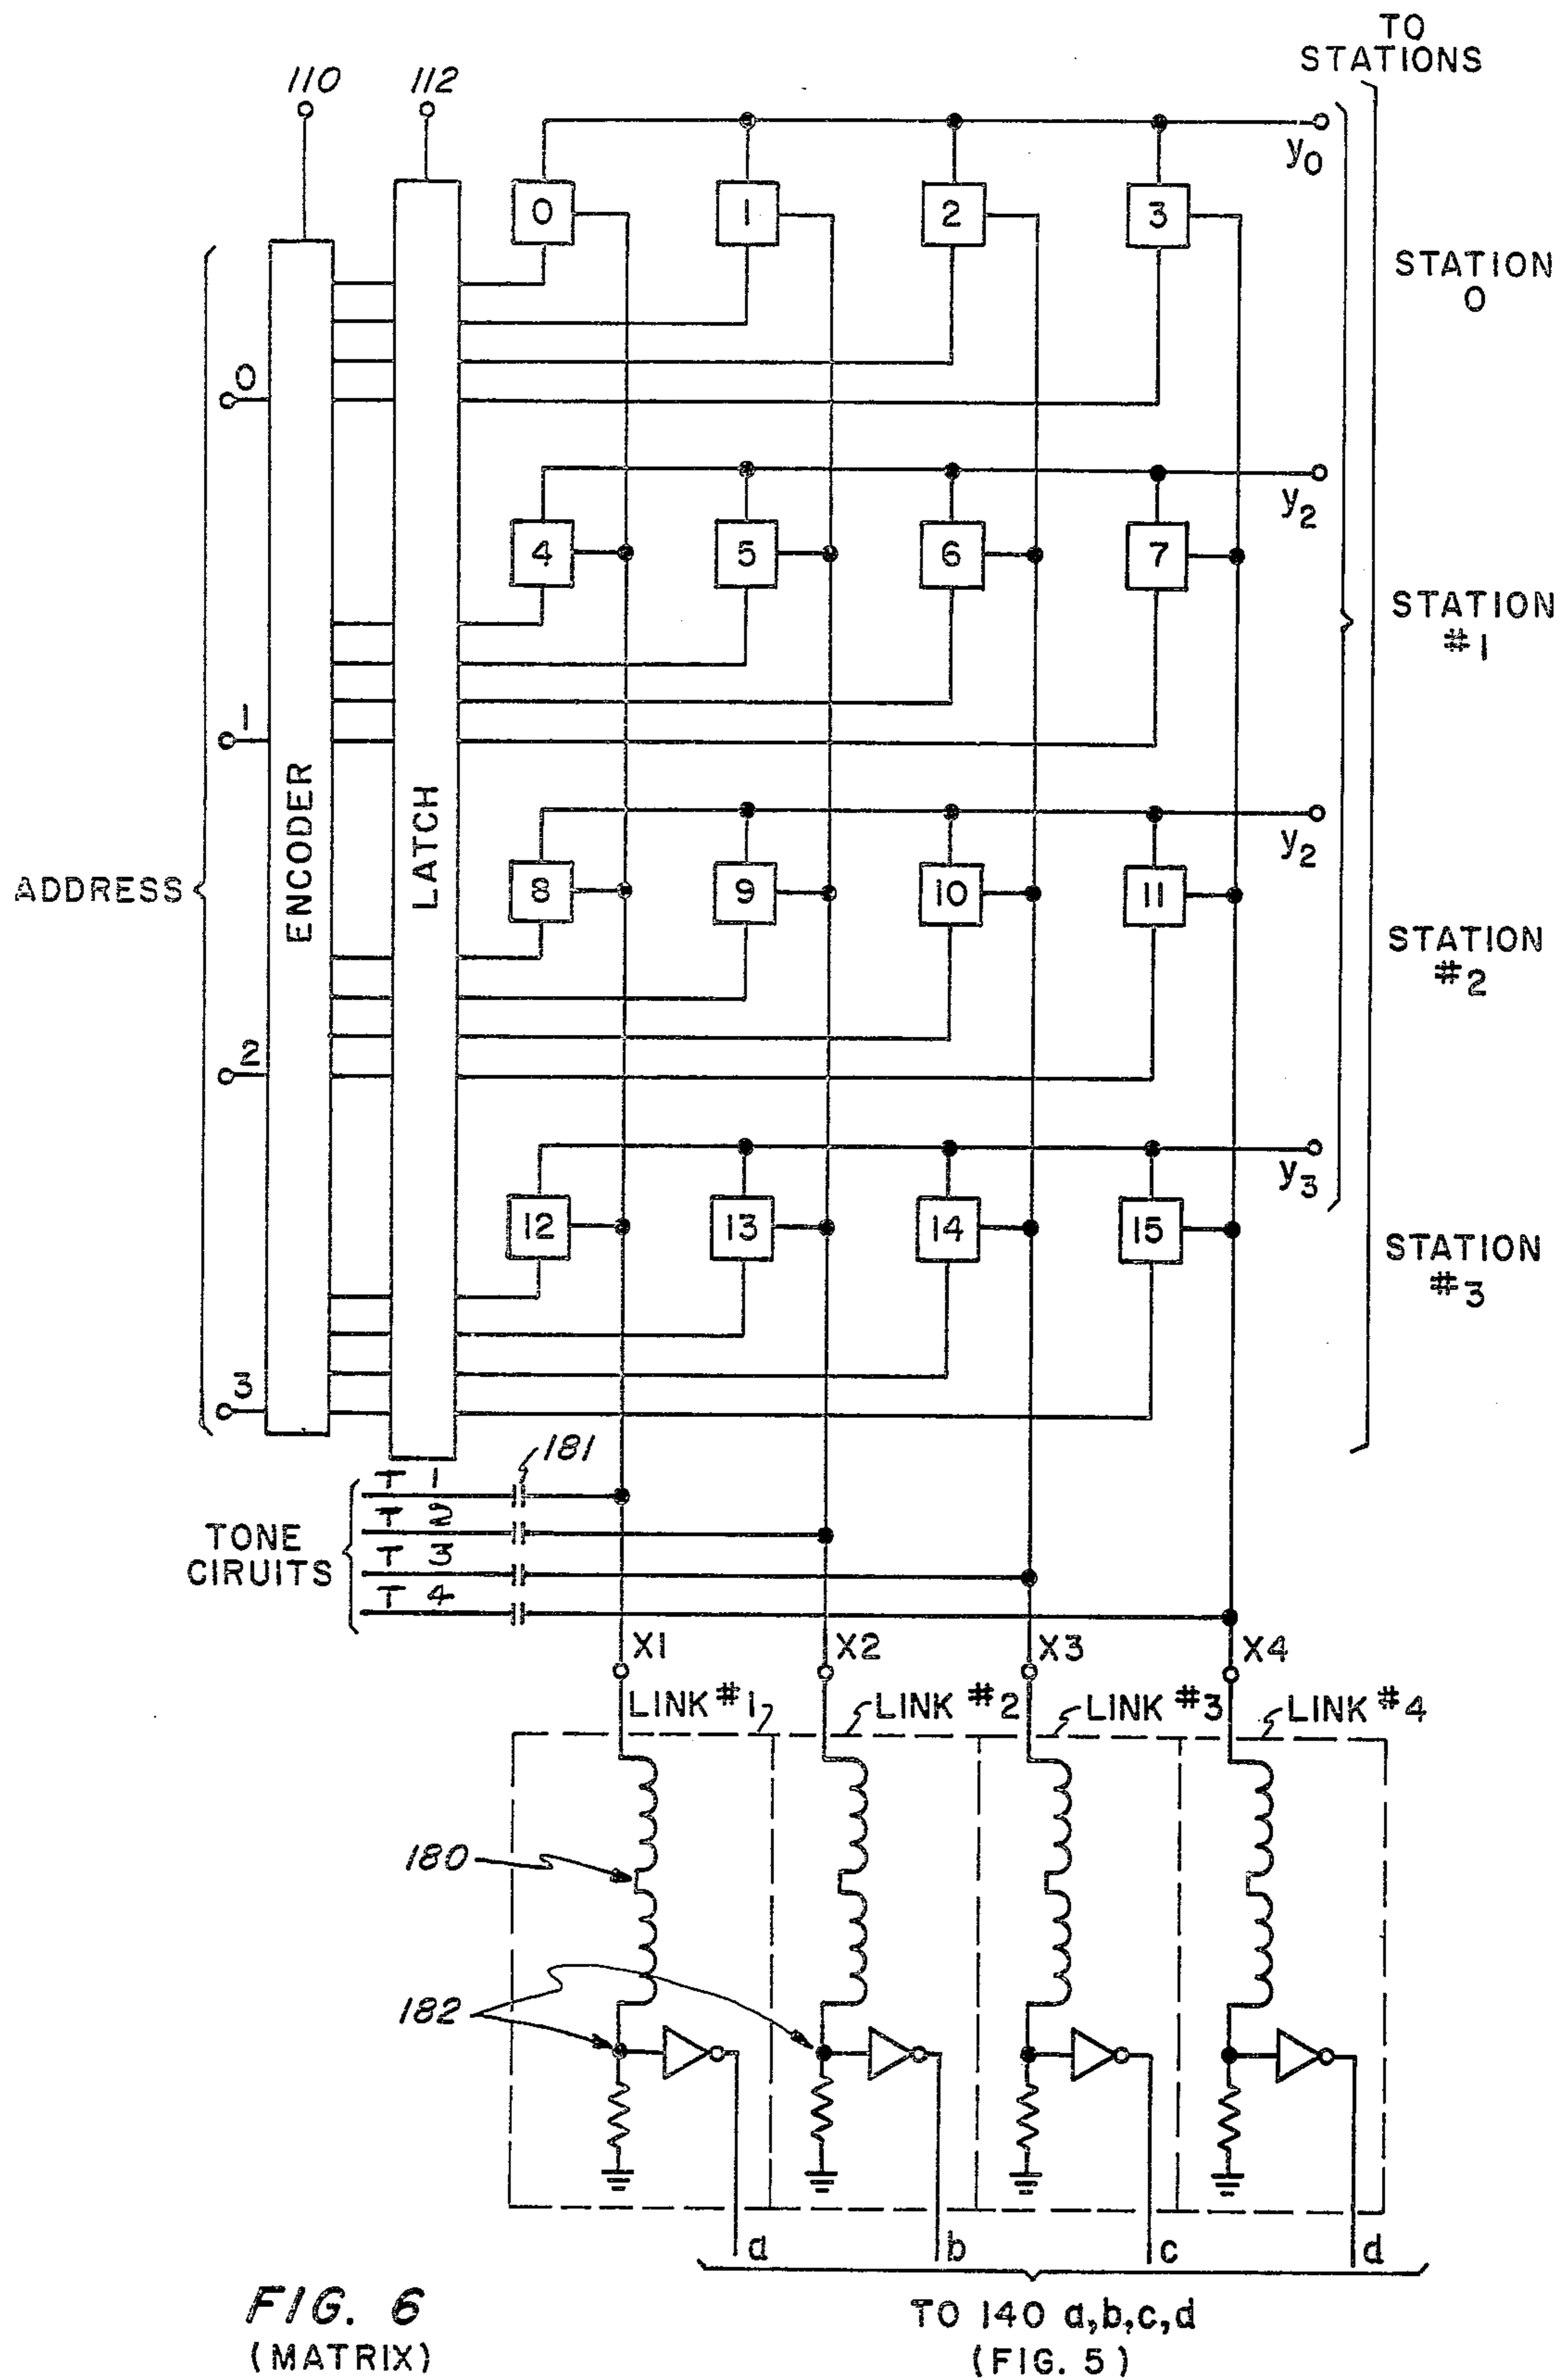 TO
STATIONS
110
112
y0
0
1
2
3
STATION
0
0
y2
4
5
6
7
STATION
#1
1
ENCODER
LATCH
y2
ADDRESS
8
9
10
11
STATION
#2
2
y3
12
13
14
15
STATION
#3
3
181
T 1
T 2
TONE
CIRUITS
T 3
T 4
X1
X2
X3
X4
LINK #1
LINK #2
LINK #3
LINK #4
180
182
a
b
c
d
FIG. 6
(MATRIX)
TO 140 a,b,c,d
(FIG. 5)